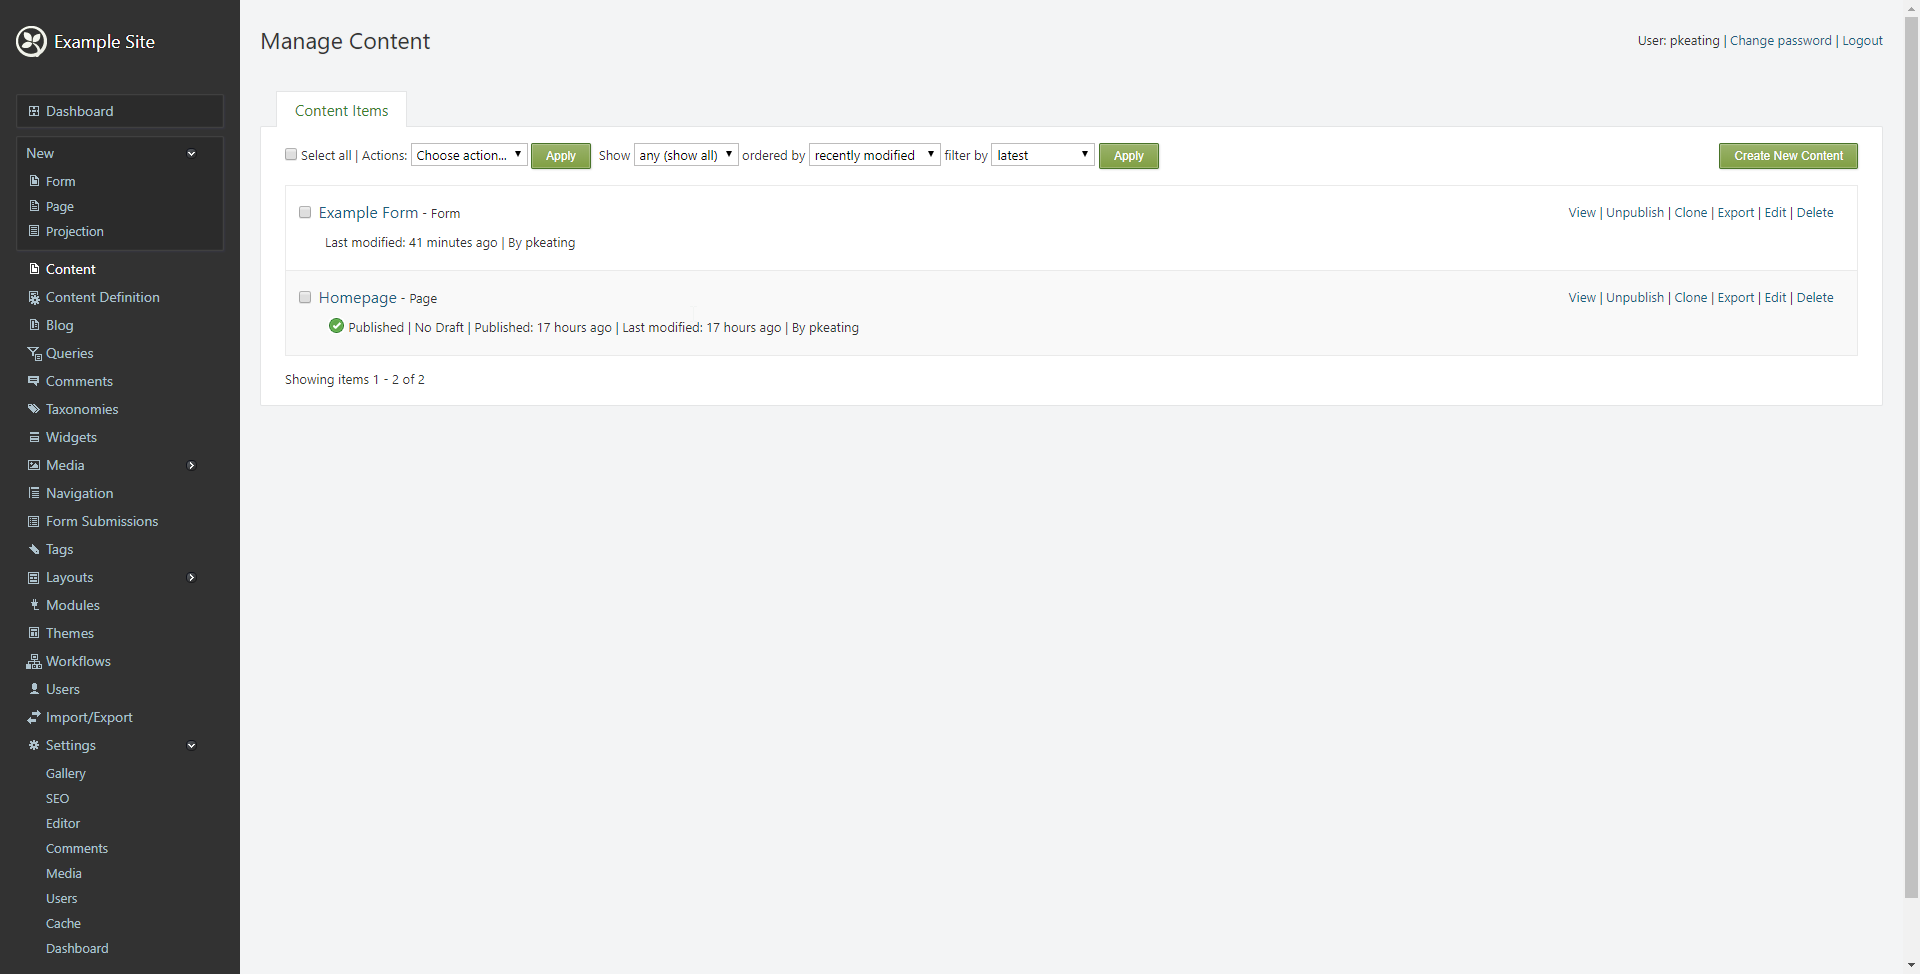 Example Site
Dashboard
New
Form
Page
Projection
Content
Content Definition
Blog
Queries
Comments
Taxonomies
Widgets
Media
Navigation
Form Submissions
Tags
Layouts
Modules
Themes
Workflows
Users
Import/Export
Settings
Gallery
SEO
Editor
Comments
Media
Users
Cache
Dashboard
Manage Content
User: pkeating | Change password | Logout
Content Items
Select all | Actions: Choose action... Apply Show any (show all) ordered by recently modified filter by latest Apply Create New Content
Example Form - Form View | Unpublish | Clone | Export | Edit | Delete
Last modified: 41 minutes ago | By pkeating
Homepage - Page View | Unpublish | Clone | Export | Edit | Delete
Published | No Draft | Published: 17 hours ago | Last modified: 17 hours ago | By pkeating
Showing items 1 - 2 of 2